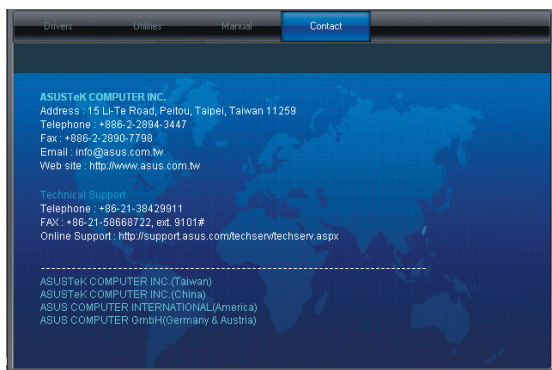 Drivers Utilities Manual Contact
ASUSTeK COMPUTER INC.
Address : 15 Li-Te Road, Peitou, Taipei, Taiwan 11259
Telephone : +886-2-2894-3447
Fax : +886-2-2890-7798
Email : info@asus.com.tw
Web site : http://www.asus.com.tw
Technical Support:
Telephone : +86-21-38429911
FAX : +86-21-58668722, ext. 9101#
Online Support : http://support.asus.com/techserv/techserv.aspx
ASUSTeK COMPUTER INC.(Taiwan)
ASUSTeK COMPUTER INC.(China)
ASUS COMPUTER INTERNATIONAL(America)
ASUS COMPUTER GmbH(Germany & Austria)